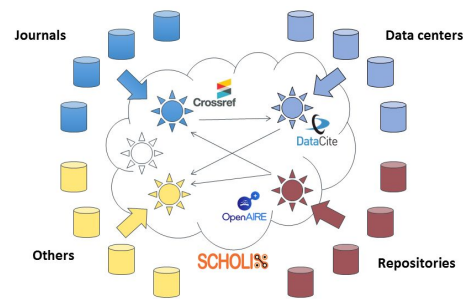 Journals
Data centers
Crossref
DataCite
OpenAIRE
Others
SCHOLIX
Repositories